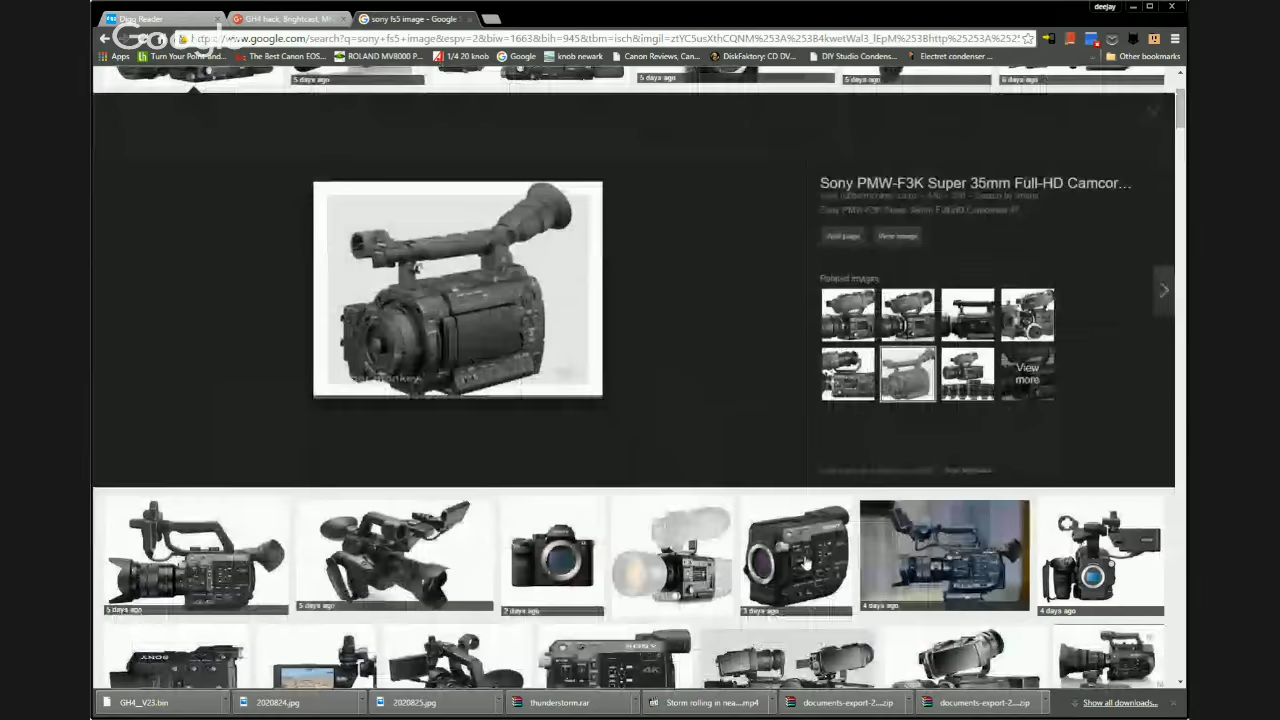 deejay
Digg Reader
GH4 hack, Brightcast, M
sony fs5 image - Google S
Google
https://www.google.com/search?q=sony+fs5+image&espv=2&biw=1663&bih=945&tbm=isch&imgil=
Apps
Turn Your Point and...
The Best Canon EOS...
ROLAND MV8000 P...
1/4 20 knob
Google
knob newark
Canon Reviews, Can...
DiskFaktory: CD DV...
DIY Studio Condens...
Electret condenser ...
Other bookmarks
5 days ago
5 days ago
5 days ago
6 days ago
Sony PMW-F3K Super 35mm Full-HD Camcor...
Visit page
View image
Related images
View more
5 days ago
5 days ago
2 days ago
3 days ago
4 days ago
4 days ago
SONY
SONY
4K
GH4_V23.bin
2020824.jpg
2020825.jpg
thunderstorm.rar
Storm rolling in nea....mp4
documents-export-2....zip
documents-export-2....zip
Show all downloads...